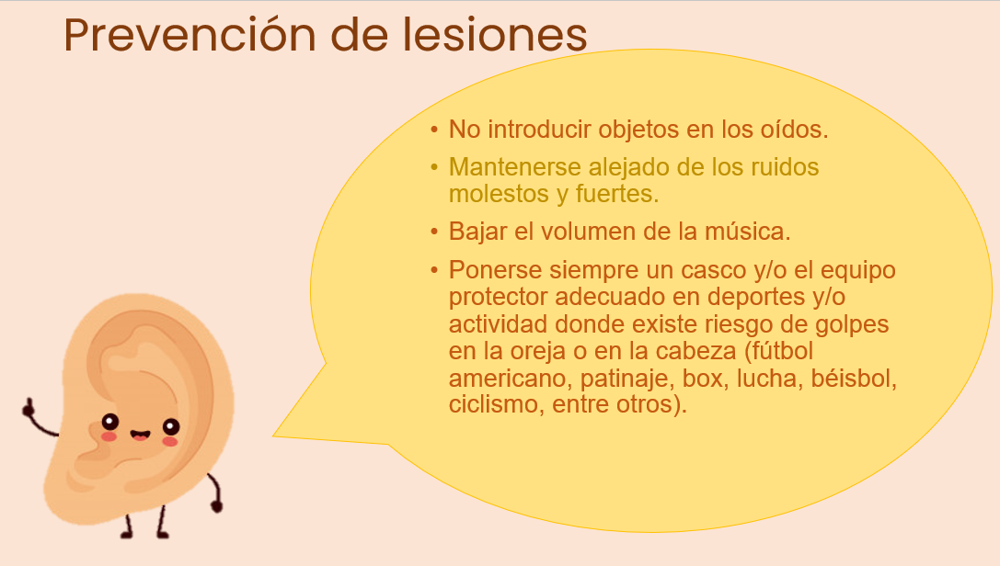 Prevención de lesiones
• No introducir objetos en los oídos.
• Mantenerse alejado de los ruidos
molestos y fuertes.
• Bajar el volumen de la música.
• Ponerse siempre un casco y/o el equipo
protector adecuado en deportes y/o
actividad donde existe riesgo de golpes
en la oreja o en la cabeza (fútbol
americano, patinaje, box, lucha, béisbol,
ciclismo, entre otros).